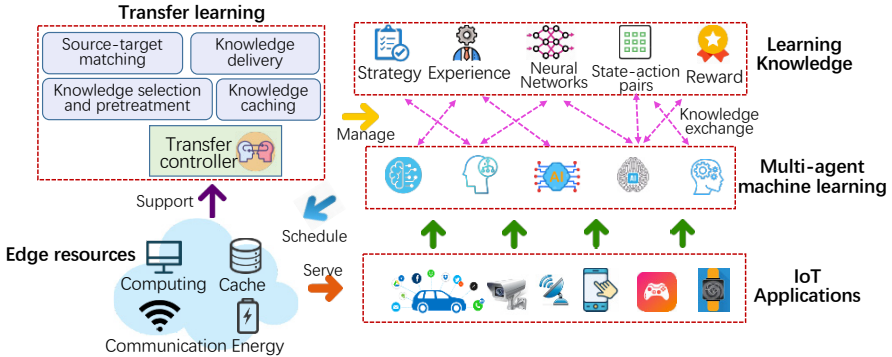 Transfer learning
Source-target
matching
Knowledge
delivery
Knowledge selection
and pretreatment
Knowledge
caching
Transfer
controller
Support
Manage
Schedule
Edge resources
Computing
Cache
Communication
Energy
Serve
Strategy
Experience
Neural
Networks
State-action
pairs
Reward
Learning
Knowledge
Knowledge
exchange
AI
AI
Multi-agent
machine learning
IoT
Applications